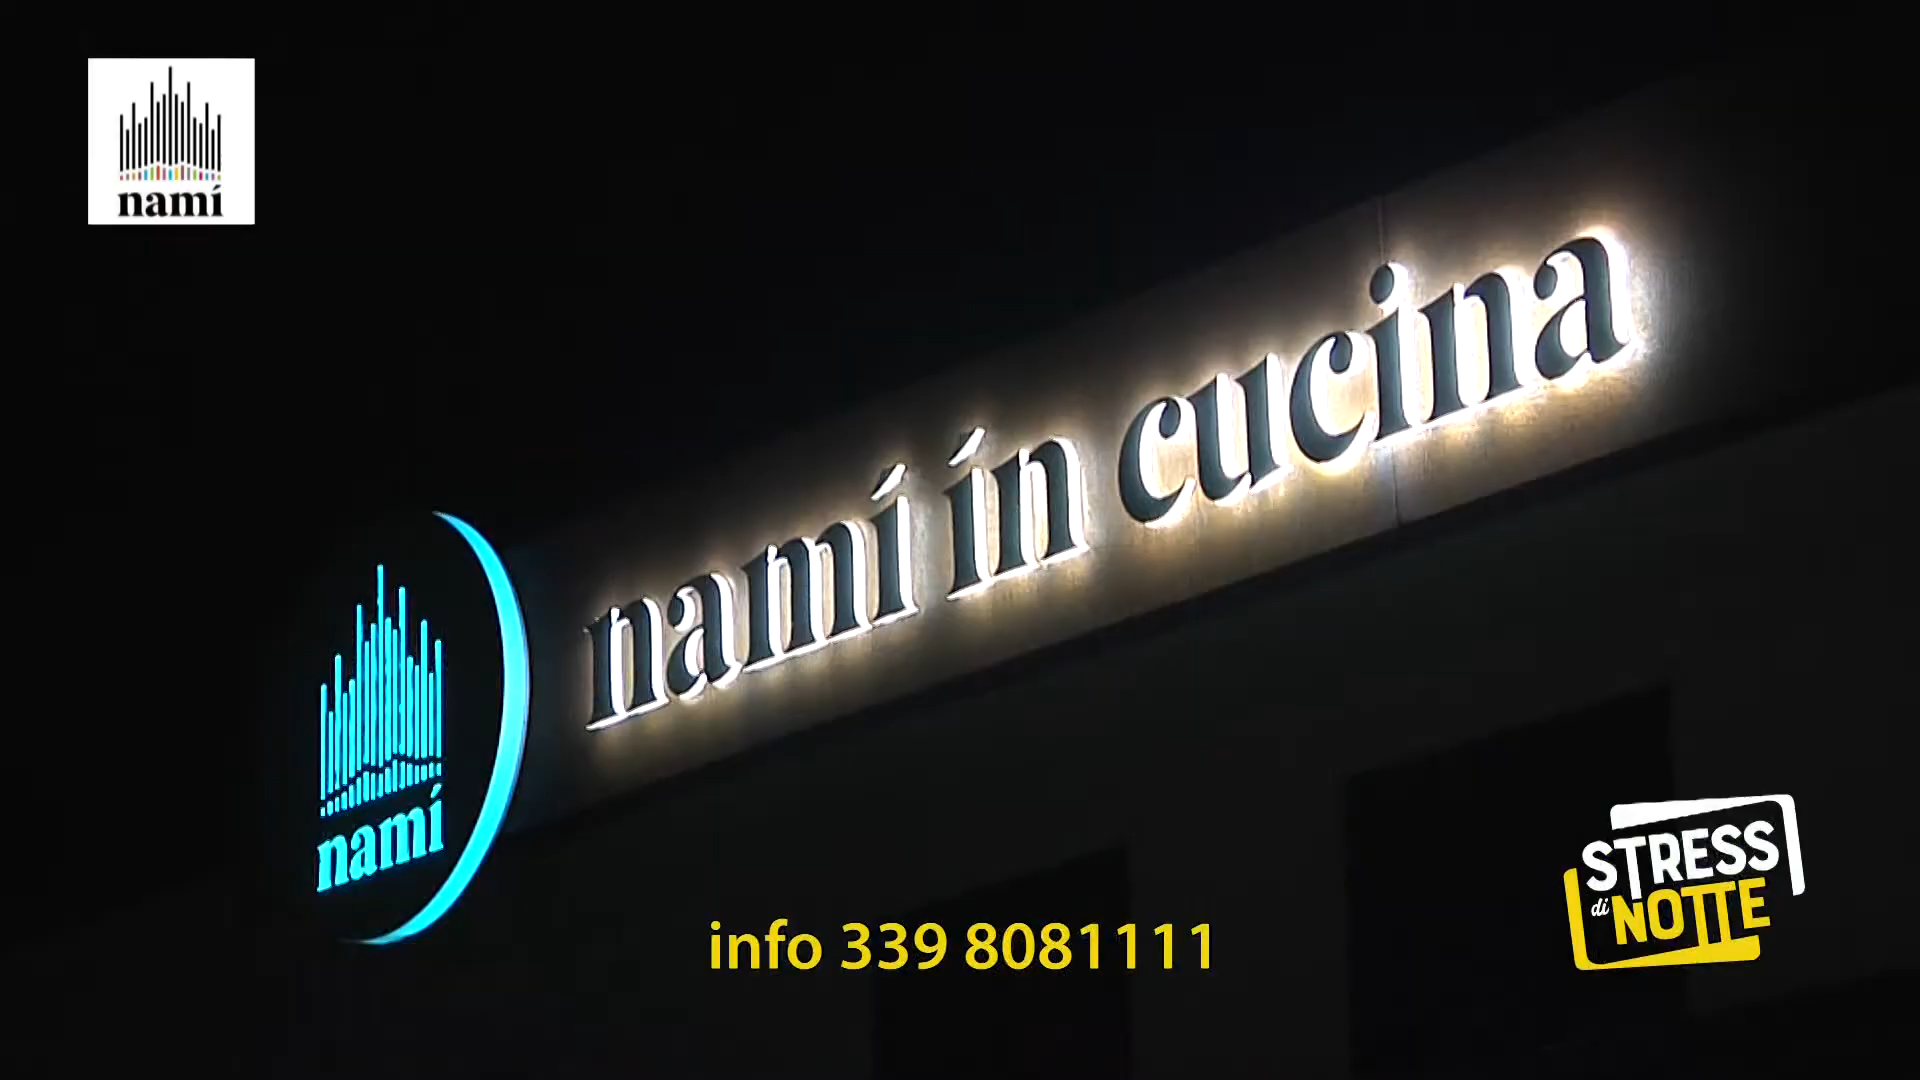 namí
namí ín cucina
namí
info 339 8081111
STRESS
di NOTTE